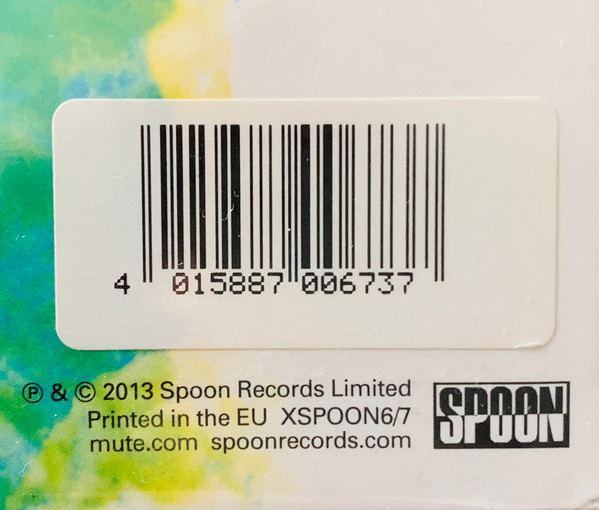 4 015887 006737
℗ & © 2013 Spoon Records Limited
Printed in the EU XSPOON6/7
mute.com spoonrecords.com
SPOON